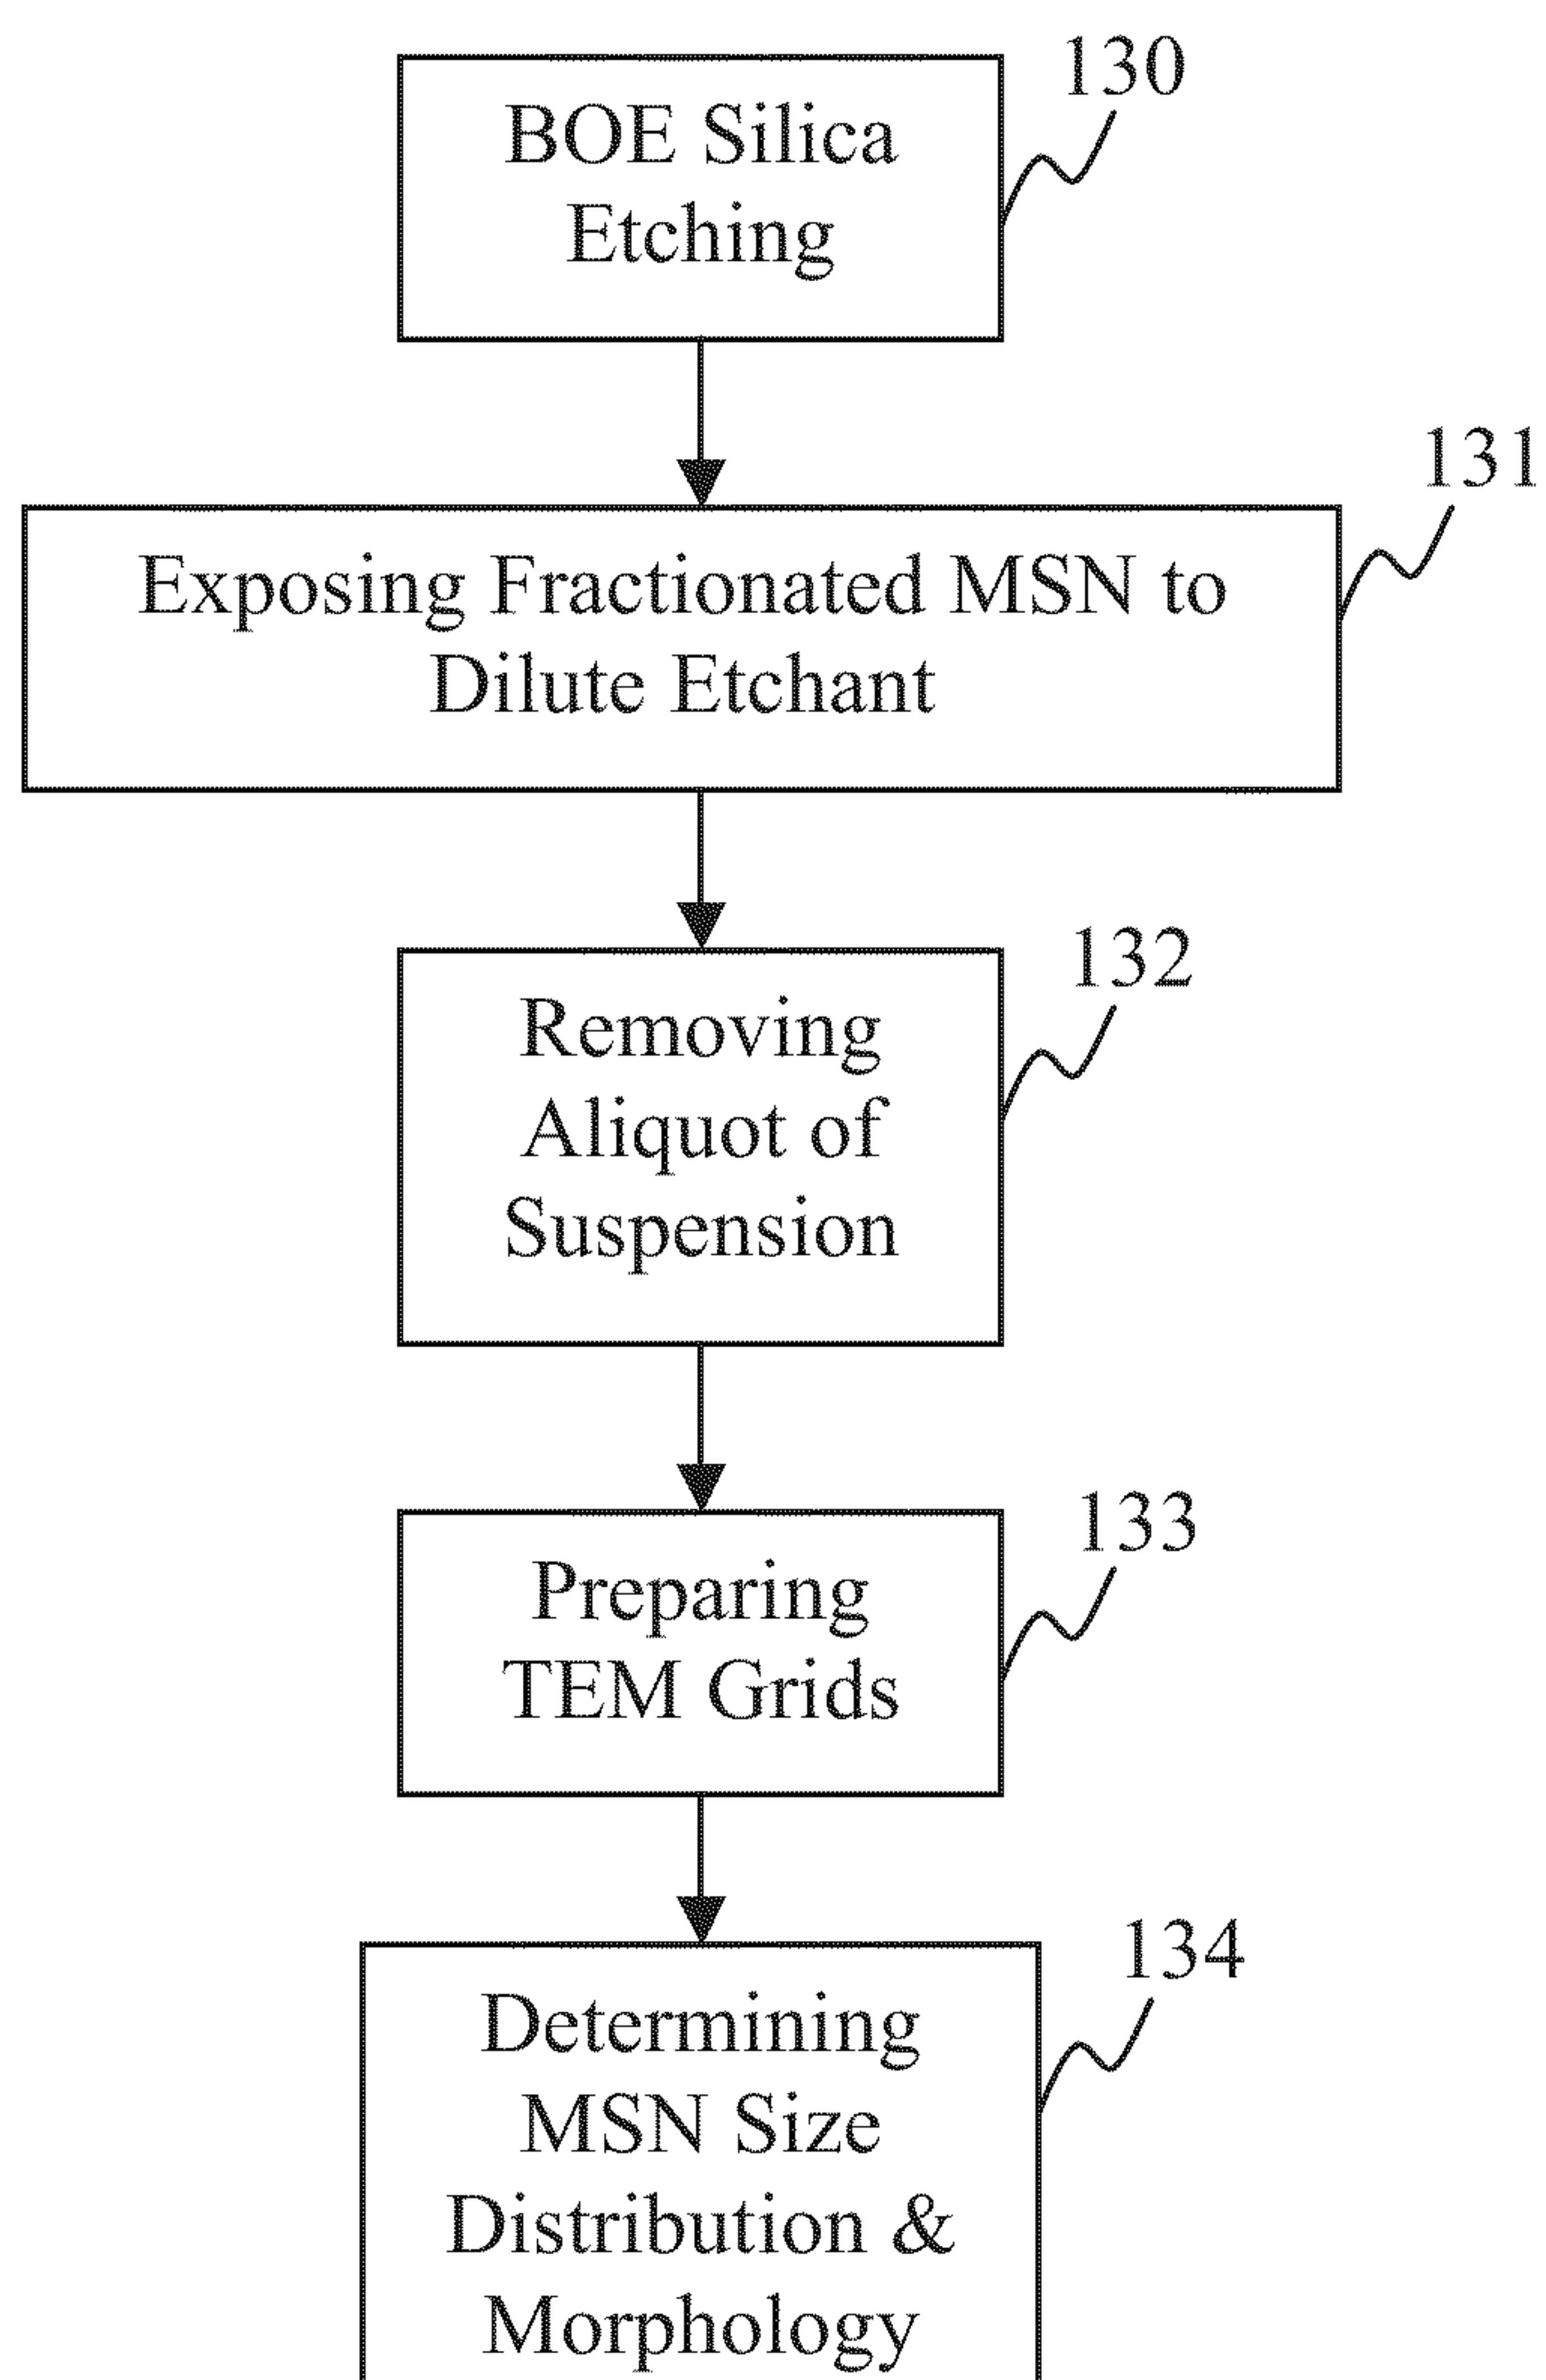 130
BOE Silica
Etching
131
Exposing Fractionated MSN to
Dilute Etchant
132
Removing
Aliquot of
Suspension
133
Preparing
TEM Grids
134
Determining
MSN Size
Distribution &
Morphology